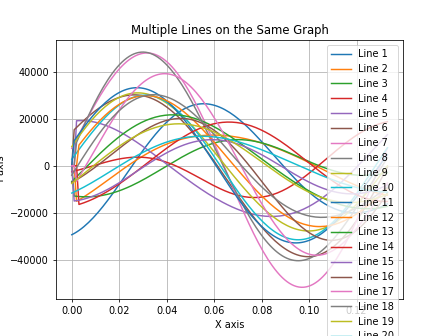 Multiple Lines on the Same Graph
40000
20000
0
−20000
−40000
0.00
0.02
0.04
0.06
0.08
0.10
X axis
axis
Line 1
Line 2
Line 3
Line 4
Line 5
Line 6
Line 7
Line 8
Line 9
Line 10
Line 11
Line 12
Line 13
Line 14
Line 15
Line 16
Line 17
Line 18
Line 19
Line 20